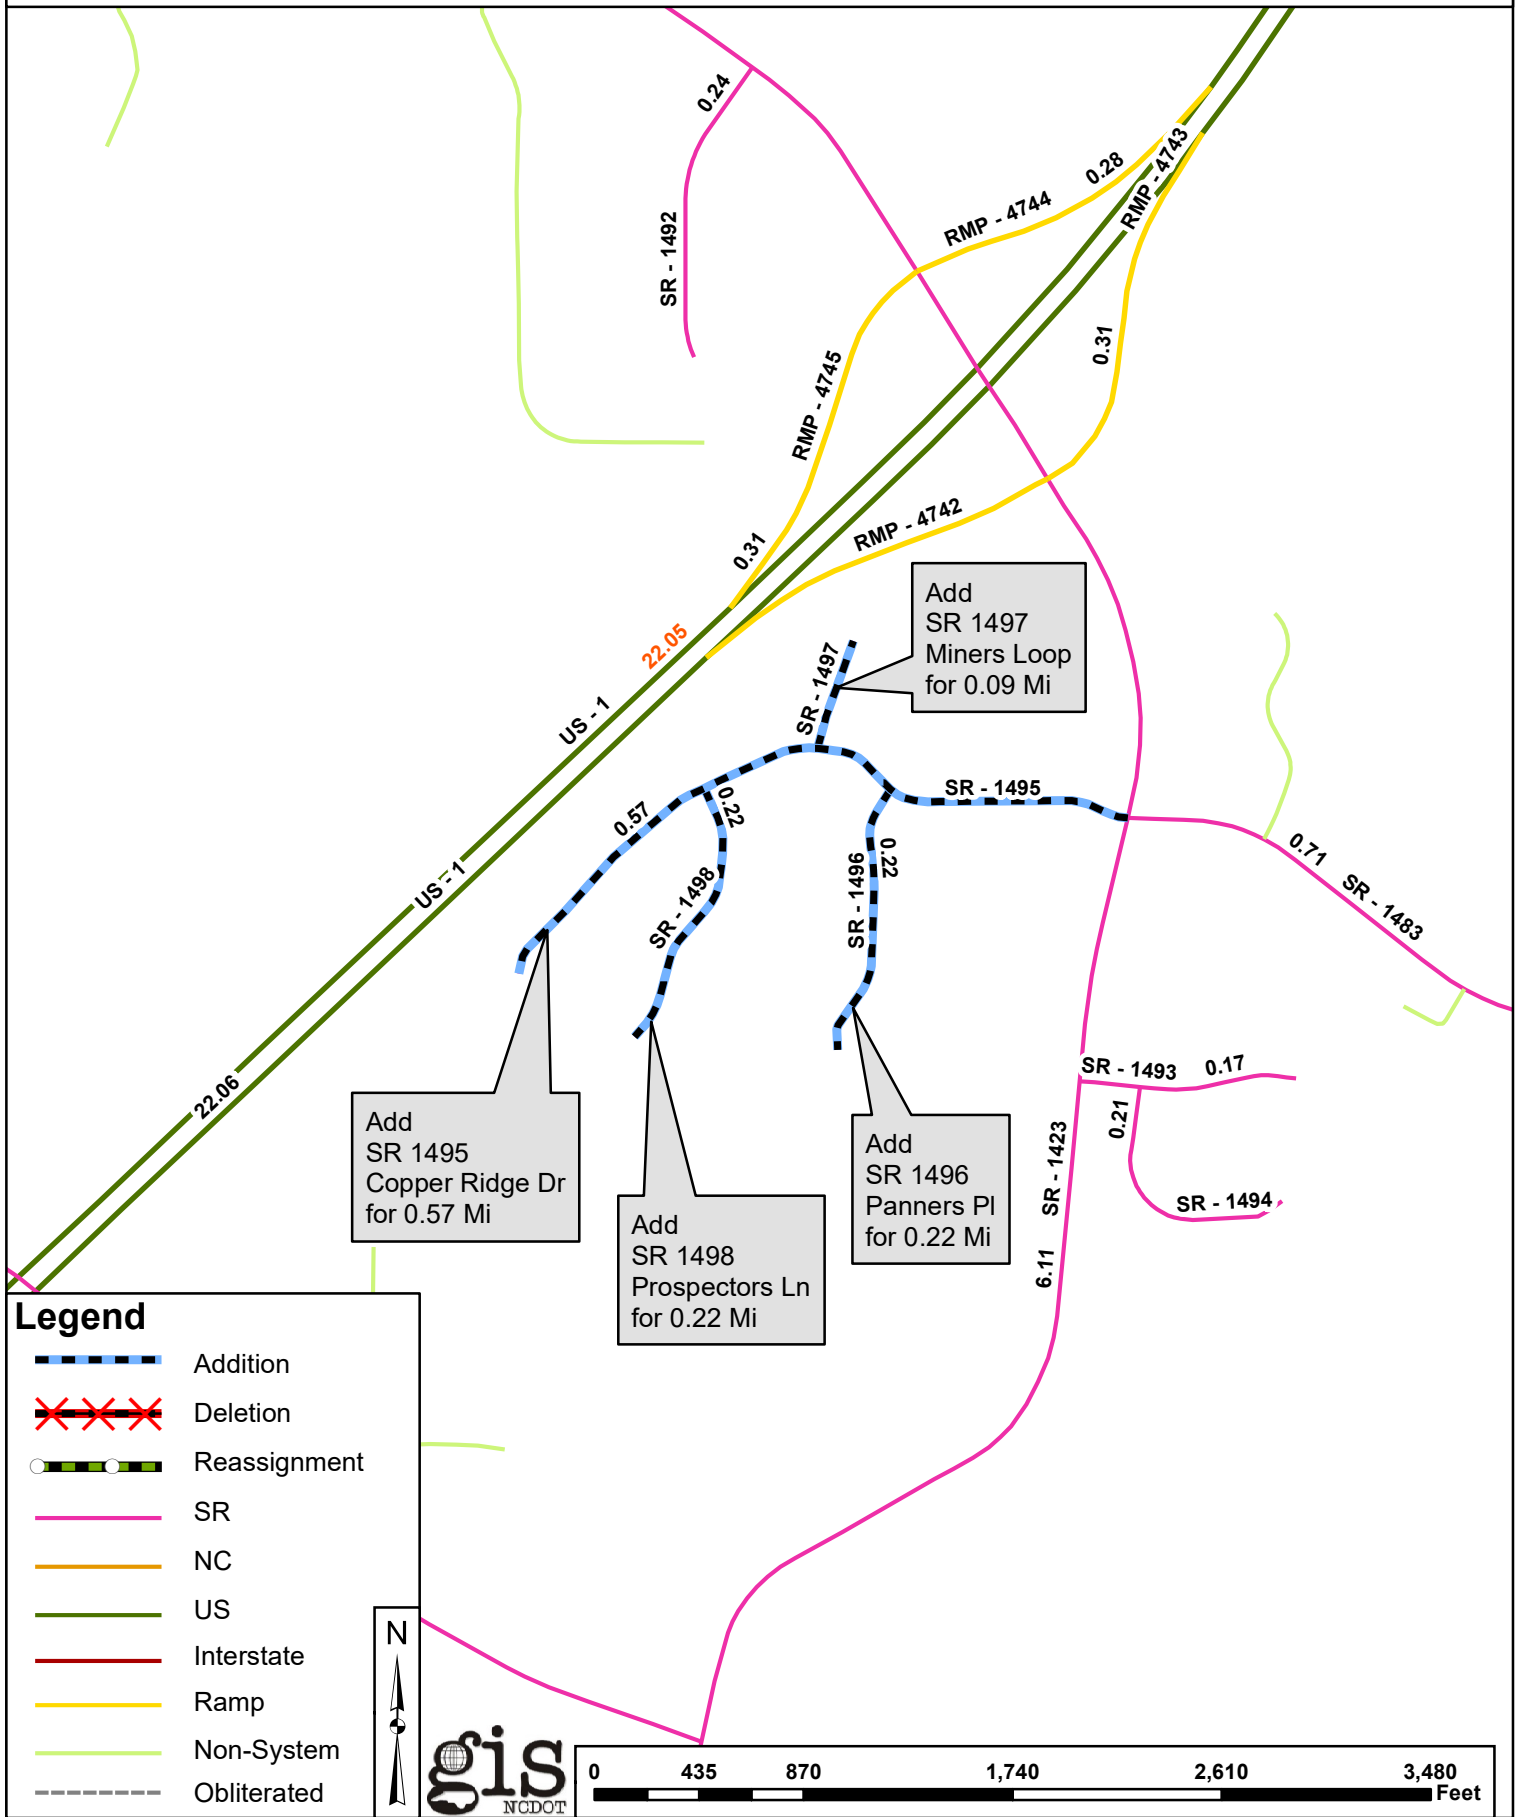 0.24
SR - 1492
0.28
RMP - 4744
RMP - 4743
0.31
RMP - 4745
RMP - 4742
0.31
22.05
US - 1
US - 1
22.06
Add
SR 1497
Miners Loop
for 0.09 Mi
SR - 1497
SR - 1495
0.57
0.22
SR - 1498
0.22
SR - 1496
0.71
SR - 1483
SR - 1493
0.17
0.21
SR - 1494
SR - 1423
6.11
Add
SR 1495
Copper Ridge Dr
for 0.57 Mi
Add
SR 1498
Prospectors Ln
for 0.22 Mi
Add
SR 1496
Panners Pl
for 0.22 Mi
Legend
Addition
Deletion
Reassignment
SR
NC
US
Interstate
Ramp
Non-System
Obliterated
N
gis
NCDOT
0 435 870 1,740 2,610 3,480
Feet